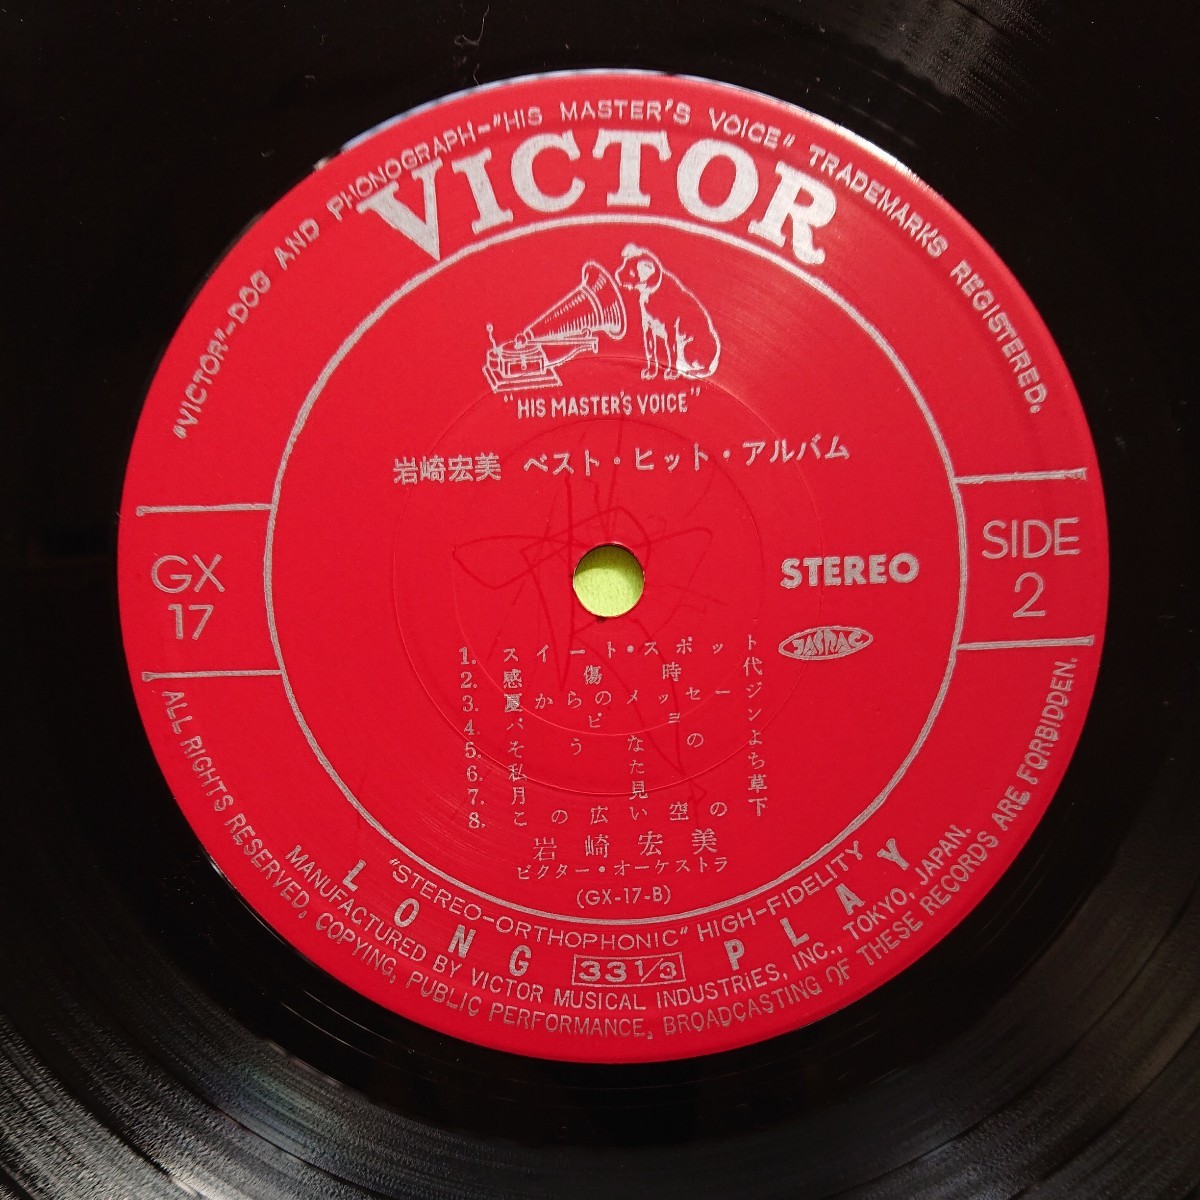 "VICTOR"-DOG AND PHONOGRAPH-"HIS MASTER'S VOICE" TRADEMARKS REGISTERED.
VICTOR
"HIS MASTER'S VOICE"
岩崎宏美 ベスト・ヒット・アルバム
GX
17
STEREO
SIDE
2
JASRAC
1. スイート・スポット
2. 感傷時代
3. 夏からのメッセージ
4. パピヨン
5. そうなのよ
6. 私たち
7. 月見草
8. この広い空の下
岩崎宏美
ビクター・オーケストラ
(GX-17-B)
"STEREO-ORTHOPHONIC" HIGH-FIDELITY
LONG 33 1/3 PLAY
MANUFACTURED BY VICTOR MUSICAL INDUSTRIES, INC., TOKYO, JAPAN.
ALL RIGHTS RESERVED, COPYING, PUBLIC PERFORMANCE, BROADCASTING OF THESE RECORDS ARE FORBIDDEN.